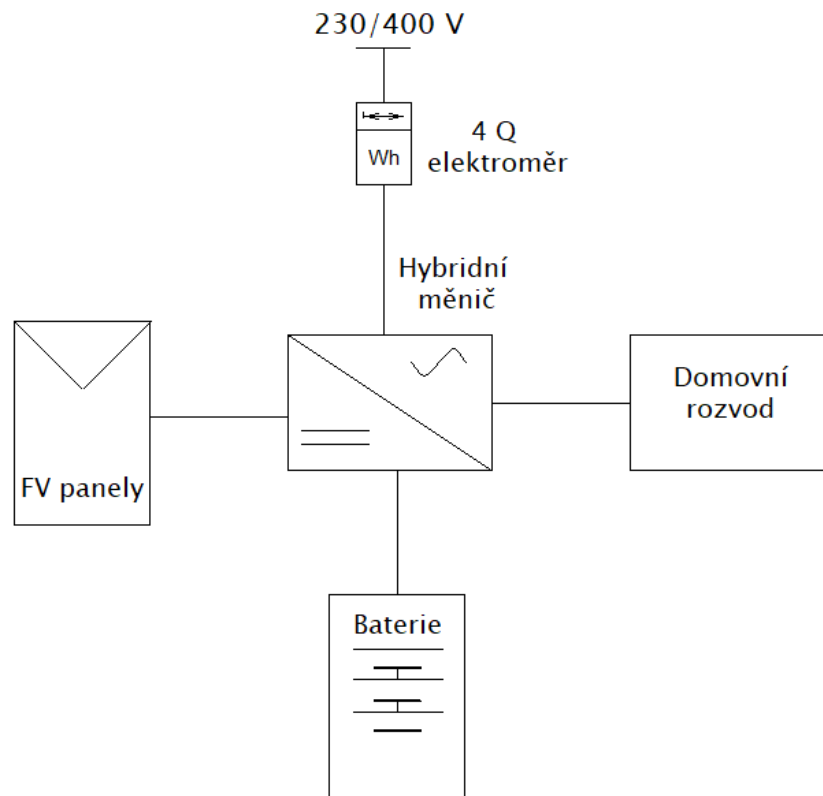 230/400 V
4 Q
elektroměr
Wh
Hybridní
měnič
Domovní
rozvod
FV panely
Baterie